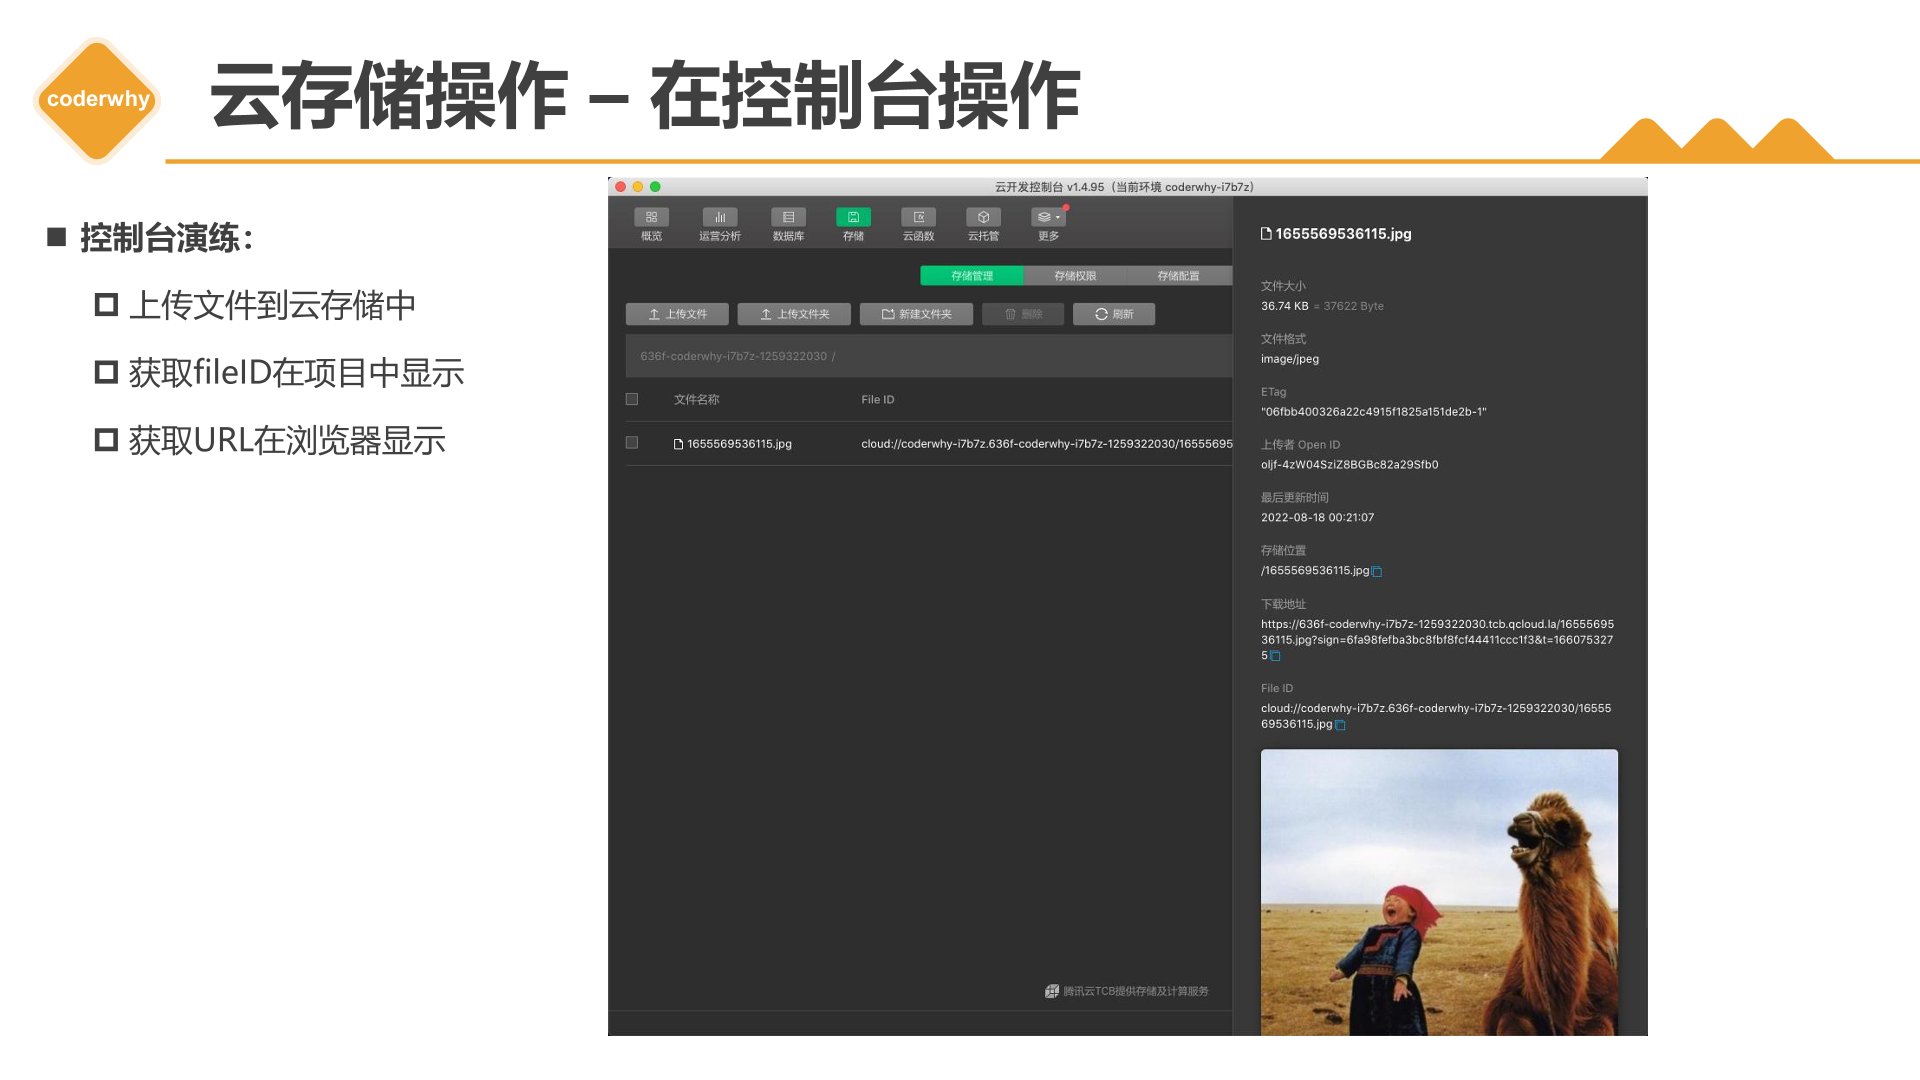 coderwhy
云存储操作 – 在控制台操作
■ 控制台演练：
上传文件到云存储中
获取fileID在项目中显示
获取URL在浏览器显示
云开发控制台 v1.4.95（当前环境 coderwhy-i7b7z）
概览 运营分析 数据库 存储 云函数 云托管 更多
存储管理 存储权限 存储配置
上传文件 上传文件夹 新建文件夹 删除 刷新
636f-coderwhy-i7b7z-1259322030 /
文件名称 File ID
1655569536115.jpg cloud://coderwhy-i7b7z.636f-coderwhy-i7b7z-1259322030/16555695
腾讯云TCB提供存储及计算服务
1655569536115.jpg
文件大小
36.74 KB = 37622 Byte
文件格式
image/jpeg
ETag
"06fbb400326a22c4915f1825a151de2b-1"
上传者 Open ID
oljf-4zW04SziZ8BGBc82a29Sfb0
最后更新时间
2022-08-18 00:21:07
存储位置
/1655569536115.jpg
下载地址
https://636f-coderwhy-i7b7z-1259322030.tcb.qcloud.la/16555695
36115.jpg?sign=6fa98fefba3bc8fbf8fcf44411ccc1f3&t=166075327
5
File ID
cloud://coderwhy-i7b7z.636f-coderwhy-i7b7z-1259322030/16555
69536115.jpg